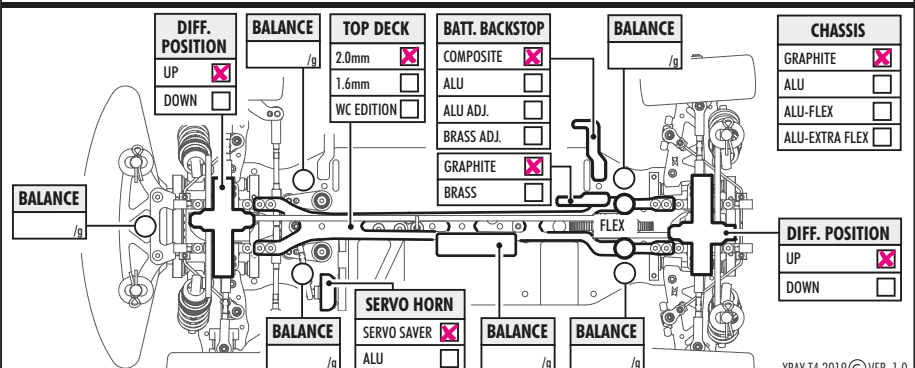 DIFF.
POSITION
UP
DOWN
BALANCE
/g
TOP DECK
2.0mm
1.6mm
WC EDITION
BATT. BACKSTOP
COMPOSITE
ALU
ALU ADJ.
BRASS ADJ.
GRAPHITE
BRASS
BALANCE
/g
CHASSIS
GRAPHITE
ALU
ALU-FLEX
ALU-EXTRA FLEX
BALANCE
/g
FLEX
DIFF. POSITION
UP
DOWN
SERVO HORN
SERVO SAVER
ALU
BALANCE
/g
BALANCE
/g
BALANCE
/g
XRAY T4 2019 © VER. 1.0